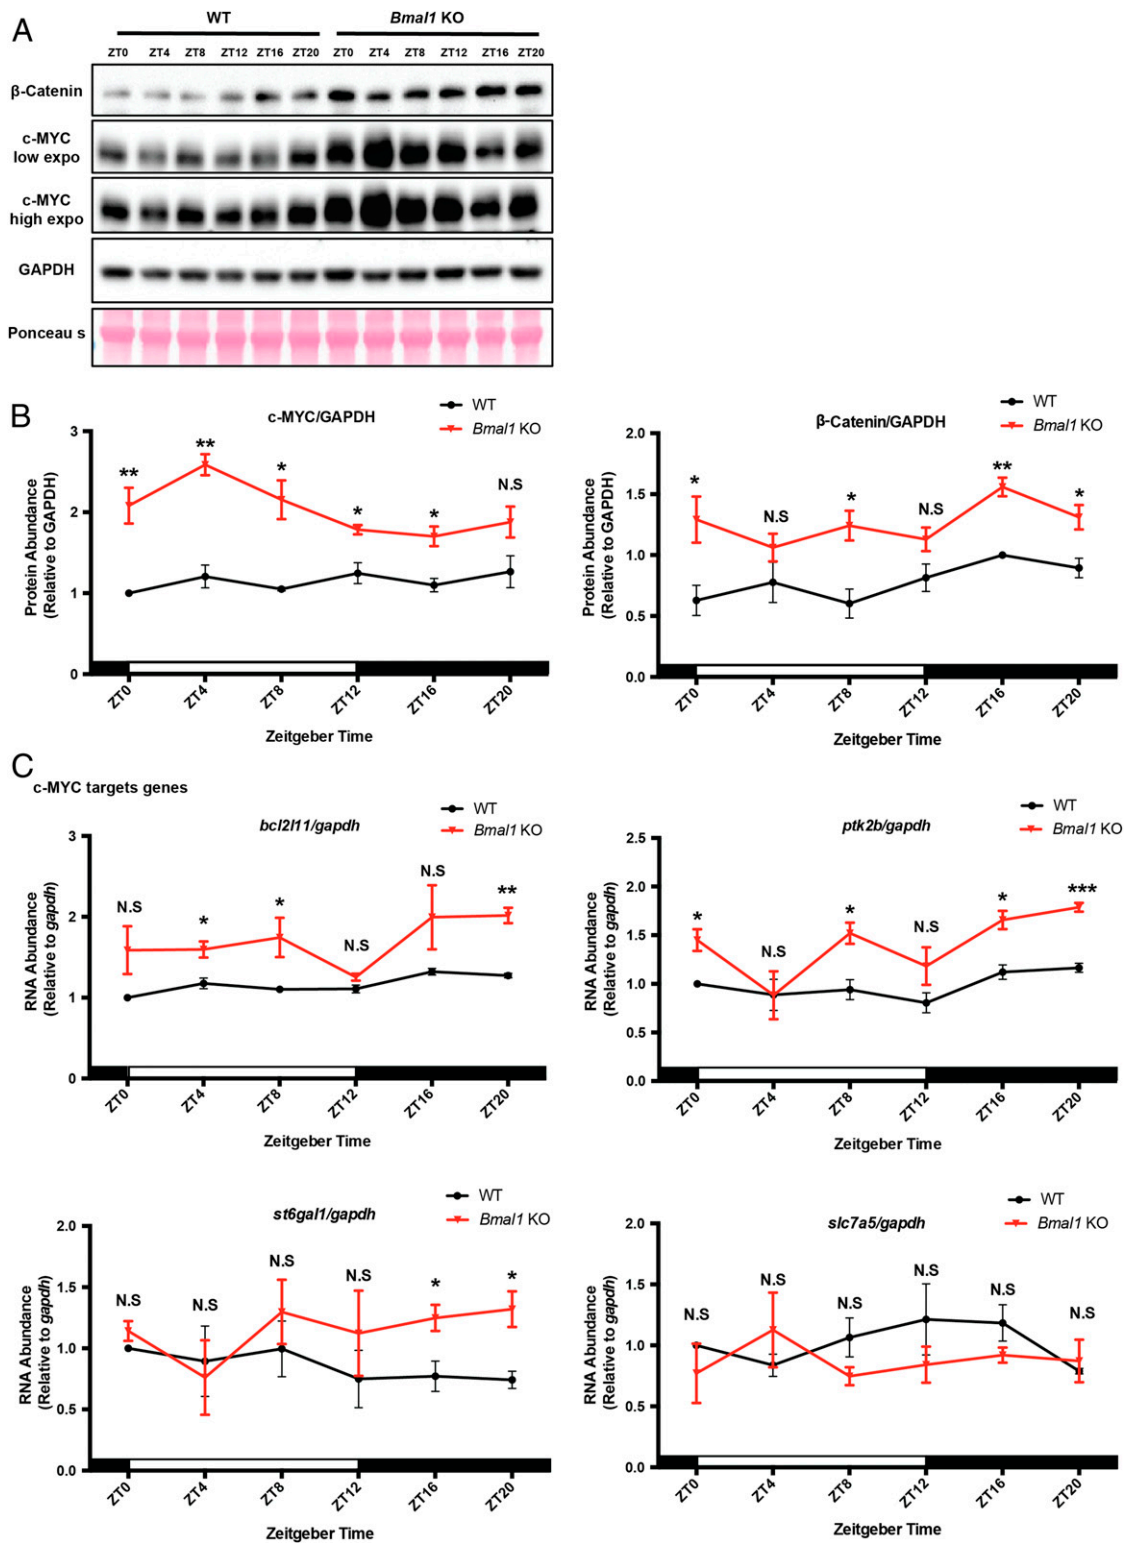 A
WT Bmal1 KO
ZT0 ZT4 ZT8 ZT12 ZT16 ZT20 ZT0 ZT4 ZT8 ZT12 ZT16 ZT20
β-Catenin
c-MYC
low expo
c-MYC
high expo
GAPDH
Ponceau s
B
c-MYC/GAPDH
WT
Bmal1 KO
Protein Abundance
(Relative to GAPDH)
3
2
1
0
** ** * * * N.S
ZT0 ZT4 ZT8 ZT12 ZT16 ZT20
Zeitgeber Time
β-Catenin/GAPDH
WT
Bmal1 KO
Protein Abundance
(Relative to GAPDH)
2.0
1.5
1.0
0.5
0.0
* N.S * N.S ** *
ZT0 ZT4 ZT8 ZT12 ZT16 ZT20
Zeitgeber Time
C
c-MYC targets genes
bcl2l11/gapdh
WT
Bmal1 KO
RNA Abundance
(Relative to gapdh)
3
2
1
0
N.S * * N.S N.S **
ZT0 ZT4 ZT8 ZT12 ZT16 ZT20
Zeitgeber Time
ptk2b/gapdh
WT
Bmal1 KO
RNA Abundance
(Relative to gapdh)
2.5
2.0
1.5
1.0
0.5
0.0
* N.S * N.S * ***
ZT0 ZT4 ZT8 ZT12 ZT16 ZT20
Zeitgeber Time
st6gal1/gapdh
WT
Bmal1 KO
RNA Abundance
(Relative to gapdh)
2.0
1.5
1.0
0.5
0.0
N.S N.S N.S N.S * *
ZT0 ZT4 ZT8 ZT12 ZT16 ZT20
Zeitgeber Time
slc7a5/gapdh
WT
Bmal1 KO
RNA Abundance
(Relative to gapdh)
2.0
1.5
1.0
0.5
0.0
N.S N.S N.S N.S N.S N.S
ZT0 ZT4 ZT8 ZT12 ZT16 ZT20
Zeitgeber Time